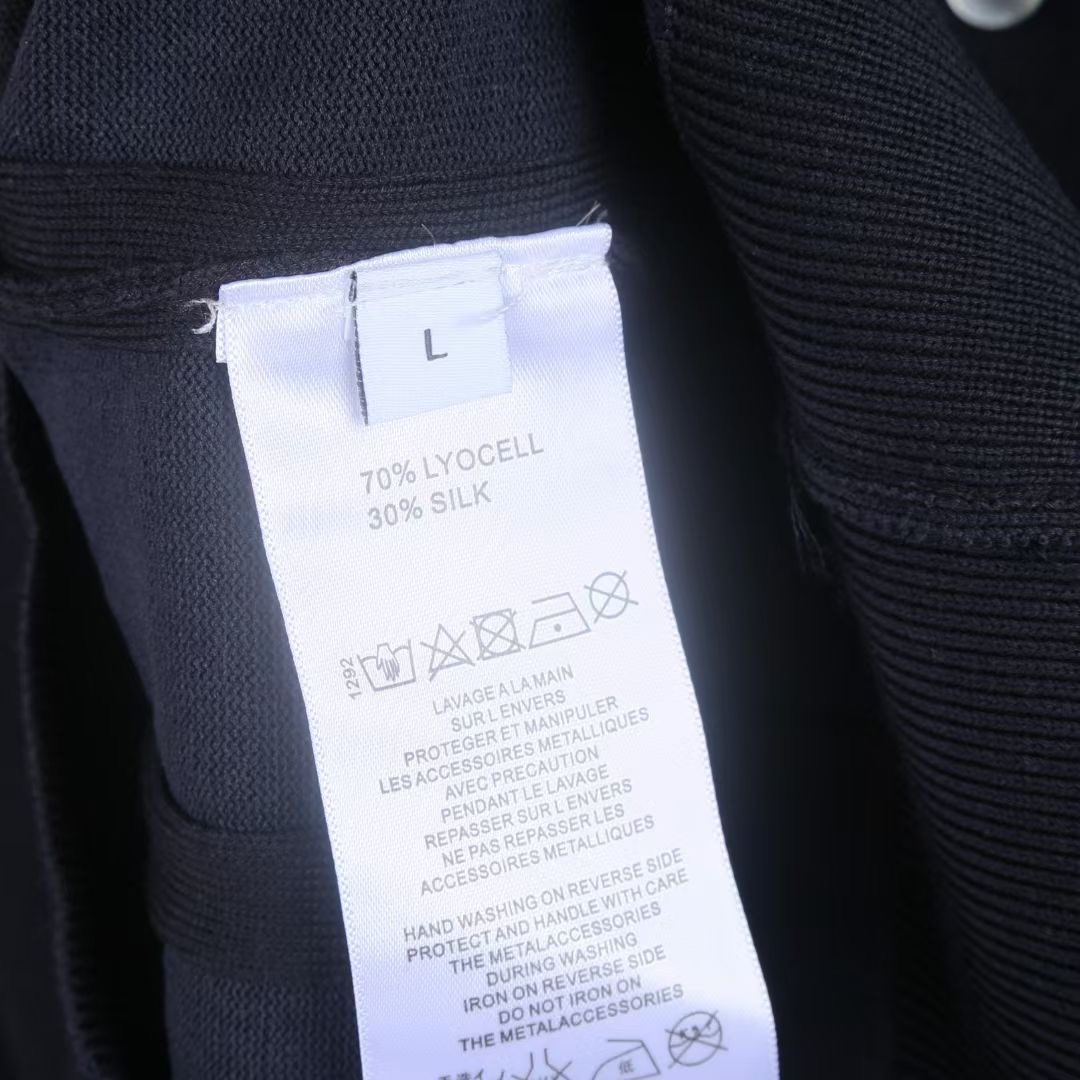 L
70% LYOCELL
30% SILK
1292
LAVAGE A LA MAIN
SUR L ENVERS
PROTEGER ET MANIPULER
LES ACCESSOIRES METALLIQUES
AVEC PRECAUTION
PENDANT LE LAVAGE
REPASSER SUR L ENVERS
NE PAS REPASSER LES
ACCESSOIRES METALLIQUES
HAND WASHING ON REVERSE SIDE
PROTECT AND HANDLE WITH CARE
THE METALACCESSORIES
DURING WASHING
IRON ON REVERSE SIDE
DO NOT IRON ON
THE METALACCESSORIES
低